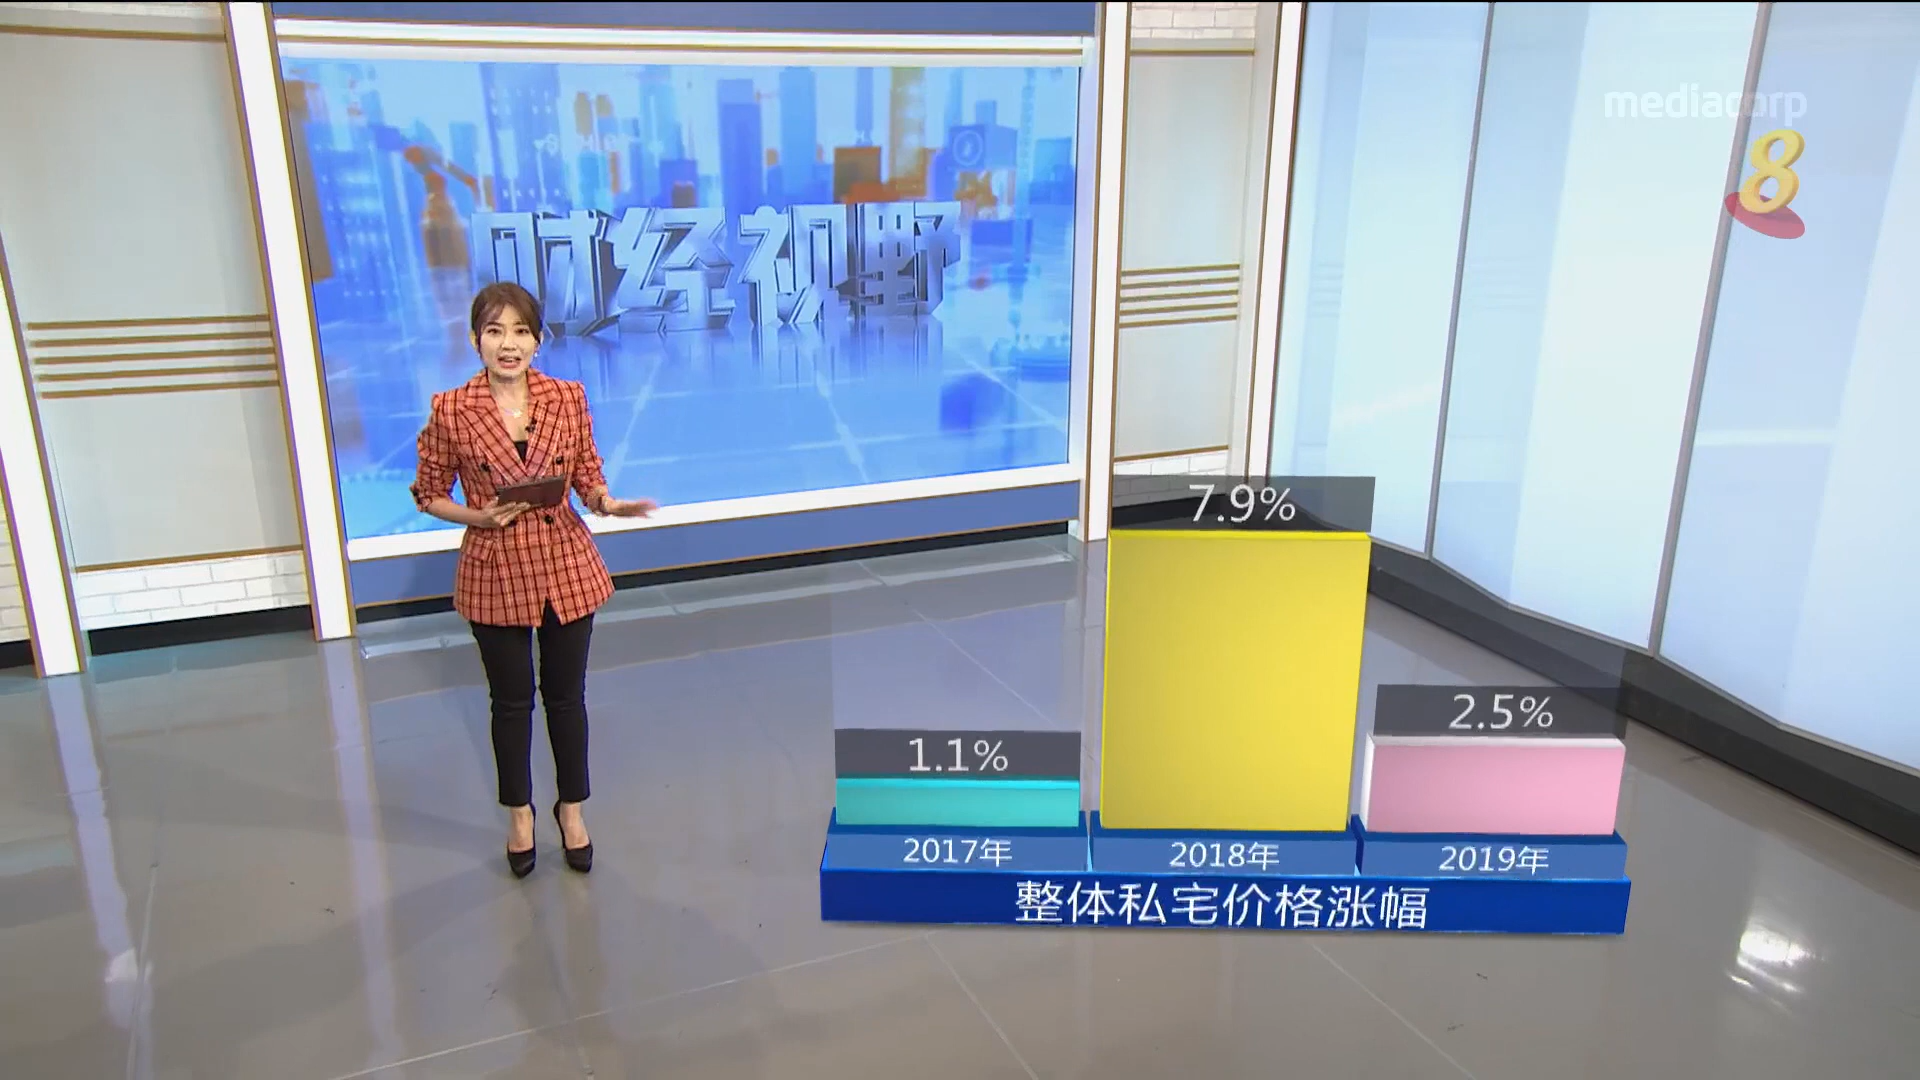 mediacorp
8
财经视野
7.9%
2.5%
1.1%
2017年
2018年
2019年
整体私宅价格涨幅